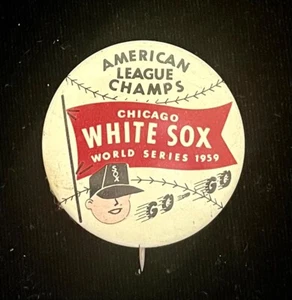 AMERICAN
LEAGUE
CHAMPS
CHICAGO
WHITE SOX
WORLD SERIES 1959
SOX
GO-GO